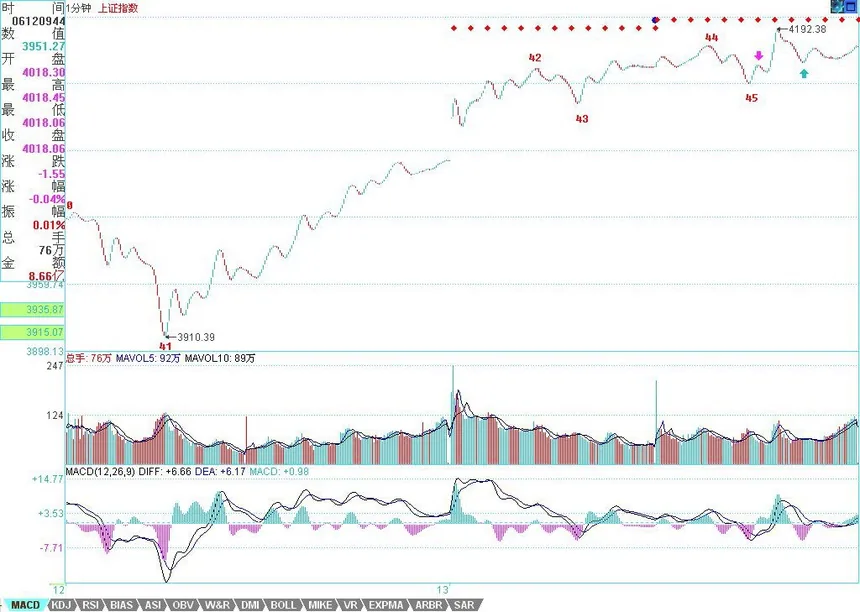 时 间 1分钟 上证指数
06120944
数 值
3951.27
开 盘
4018.30
最 高
4018.45
最 低
4018.06
收 盘
4018.06
涨 跌
-1.55
涨 幅
-0.04%
振 幅
0.01%
总 手
76万
金 额
8.66亿
3959.74
3935.87
3915.07
3898.13
0
41
3910.39
42
43
44
45
4192.38
总手: 76万 MAVOL5: 92万 MAVOL10: 89万
247
124
MACD(12,26,9) DIFF: +6.66 DEA: +6.17 MACD: +0.98
+14.77
+3.53
-7.71
12 13
MACD KDJ RSI BIAS ASI OBV W&R DMI BOLL MIKE VR EXPMA ARBR SAR